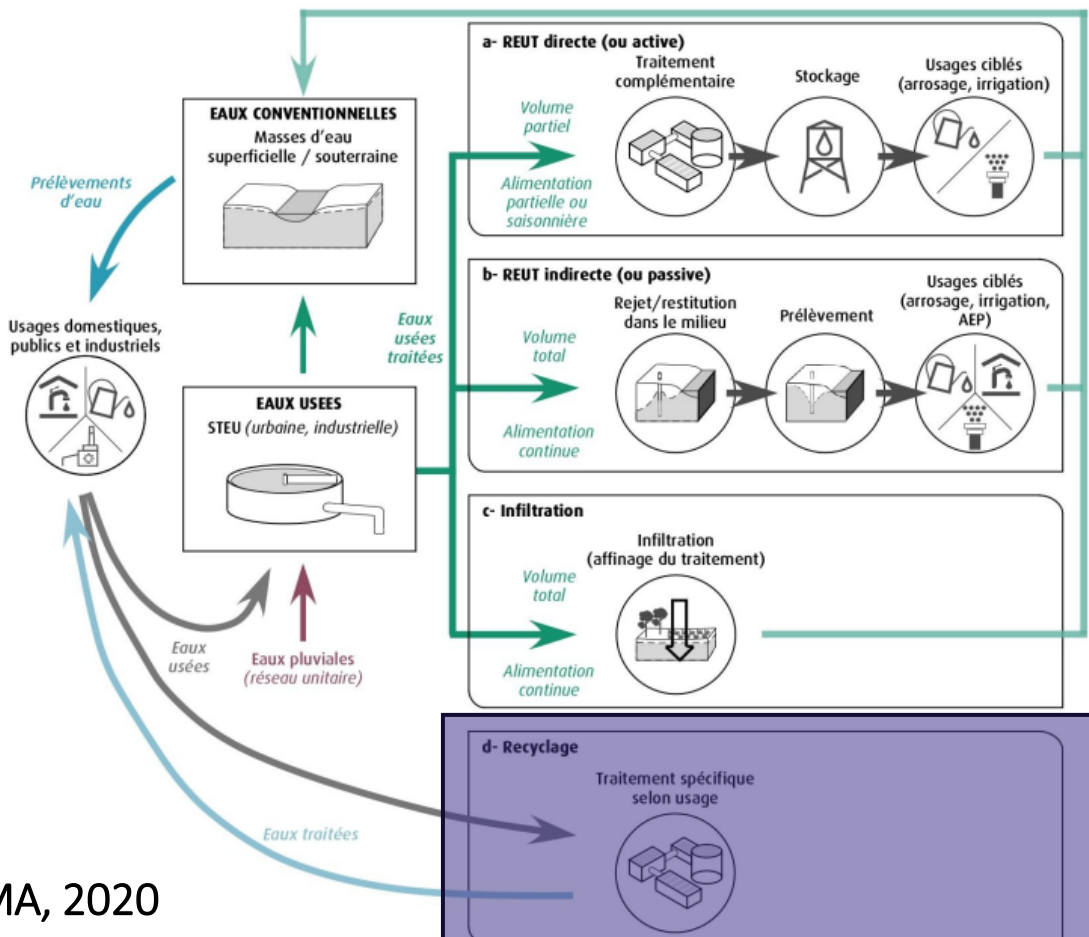 a- REUT directe (ou active)
Traitement
complémentaire
Stockage
Usages ciblés
(arrosage, irrigation)
Volume
partiel
Alimentation
partielle ou
saisonnière
EAUX CONVENTIONNELLES
Masses d'eau
superficielle / souterraine
Prélèvements
d'eau
b- REUT indirecte (ou passive)
Rejet/restitution
dans le milieu
Prélèvement
Usages ciblés
(arrosage, irrigation,
AEP)
Volume
total
Alimentation
continue
Eaux
usées
traitées
Usages domestiques,
publics et industriels
EAUX USEES
STEU (urbaine, industrielle)
c- Infiltration
Infiltration
(affinage du traitement)
Volume
total
Alimentation
continue
Eaux
usées
Eaux pluviales
(réseau unitaire)
d- Recyclage
Traitement spécifique
selon usage
Eaux traitées
MA, 2020